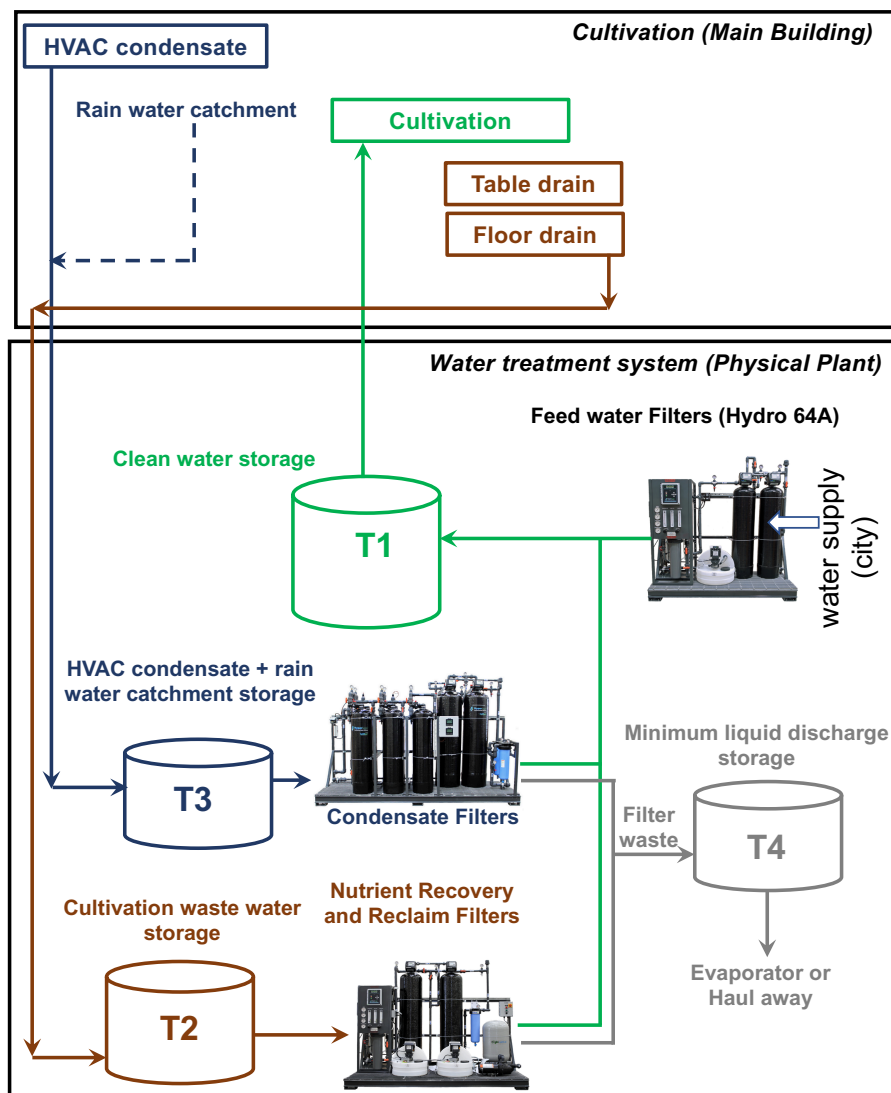 Cultivation (Main Building)
HVAC condensate
Rain water catchment
Cultivation
Table drain
Floor drain
Water treatment system (Physical Plant)
Feed water Filters (Hydro 64A)
Clean water storage
T1
water supply
(city)
HVAC condensate + rain
water catchment storage
T3
Condensate Filters
Minimum liquid discharge
storage
Filter
waste
T4
Evaporator or
Haul away
Cultivation waste water
storage
T2
Nutrient Recovery
and Reclaim Filters